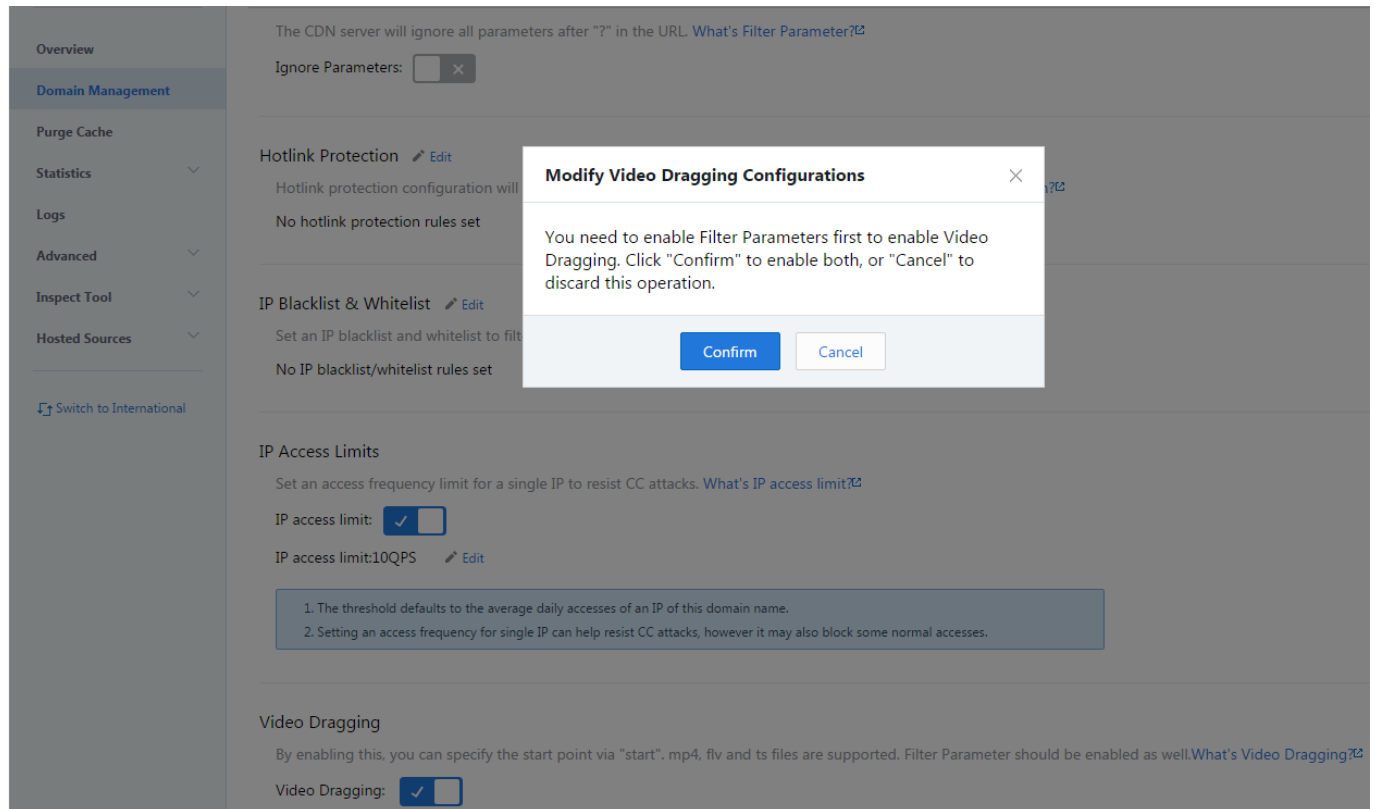 The CDN server will ignore all parameters after "?" in the URL. What's Filter Parameter?
Overview
Ignore Parameters:
Domain Management
Purge Cache
Hotlink Protection Edit
Statistics
Hotlink protection configuration will
n?
Logs
No hotlink protection rules set
Advanced
Inspect Tool
IP Blacklist & Whitelist Edit
Hosted Sources
Set an IP blacklist and whitelist to filt
No IP blacklist/whitelist rules set
Switch to International
Modify Video Dragging Configurations
You need to enable Filter Parameters first to enable Video
Dragging. Click "Confirm" to enable both, or "Cancel" to
discard this operation.
Confirm
Cancel
IP Access Limits
Set an access frequency limit for a single IP to resist CC attacks. What's IP access limit?
IP access limit:
IP access limit:10QPS Edit
1. The threshold defaults to the average daily accesses of an IP of this domain name.
2. Setting an access frequency for single IP can help resist CC attacks, however it may also block some normal accesses.
Video Dragging
By enabling this, you can specify the start point via "start". mp4, flv and ts files are supported. Filter Parameter should be enabled as well.What's Video Dragging?
Video Dragging: